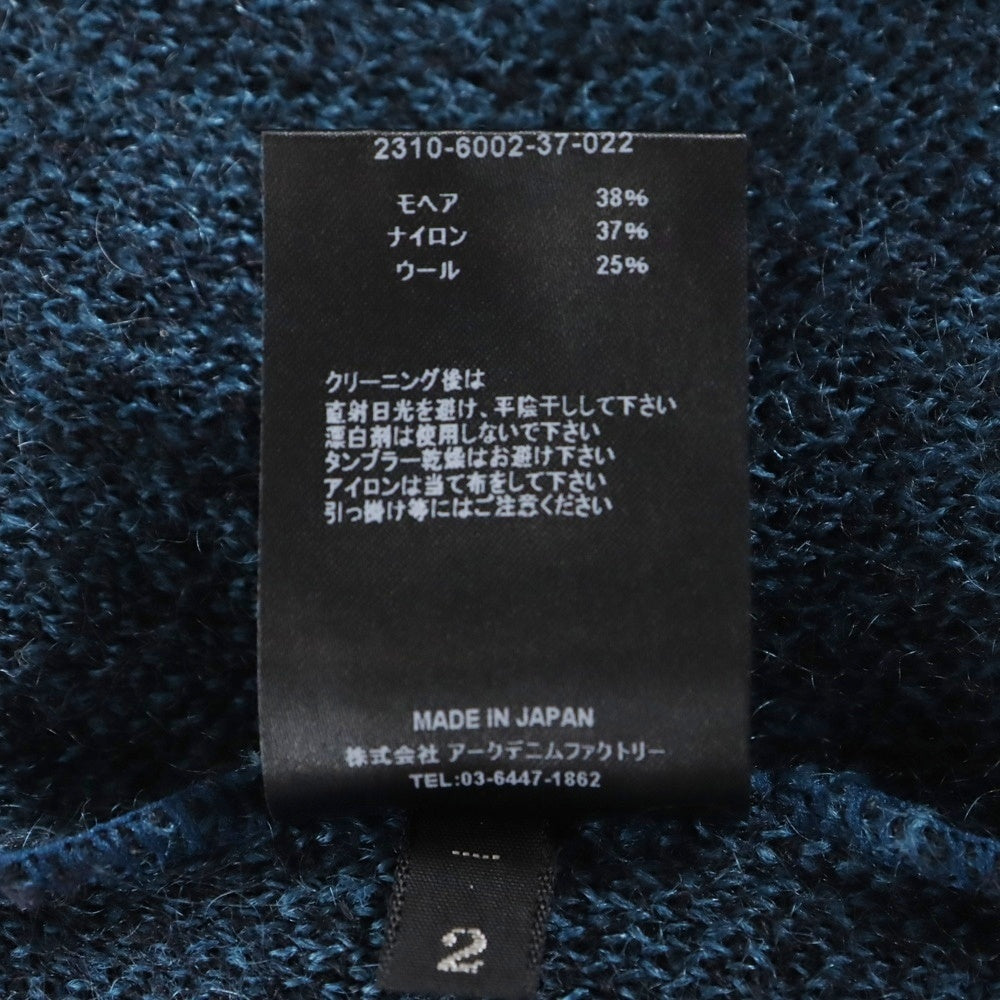 2310-6002-37-022
モヘア 38%
ナイロン 37%
ウール 25%
クリーニング後は
直射日光を避け、平陰干しして下さい
漂白剤は使用しないで下さい
タンブラー乾燥はお避け下さい
アイロンは当て布をして下さい
引っ掛け等にはご注意ください
MADE IN JAPAN
株式会社 アークデニムファクトリー
TEL:03-6447-1862
2